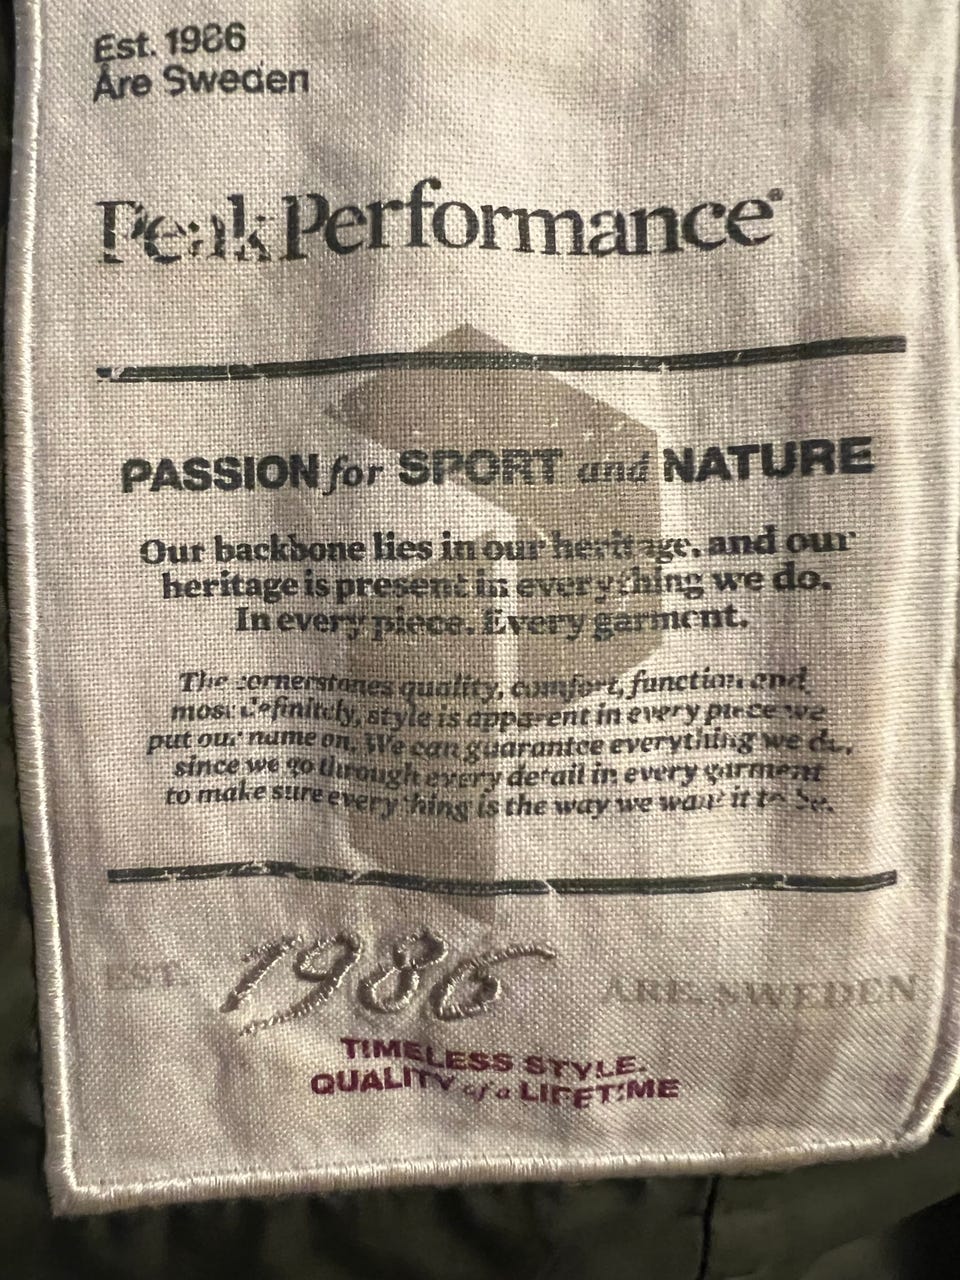 Est. 1986
Åre Sweden
Peak Performance®
PASSION for SPORT and NATURE
Our backbone lies in our heritage, and our
heritage is present in everything we do.
In every piece. Every garment.
The cornerstones quality, comfort, function and
most definitely, style is apparent in every piece we
put our name on. We can guarantee everything we do,
since we go through every detail in every garment
to make sure everything is the way we want it to be.
EST. 1986 ÅRE, SWEDEN
TIMELESS STYLE.
QUALITY of a LIFETIME